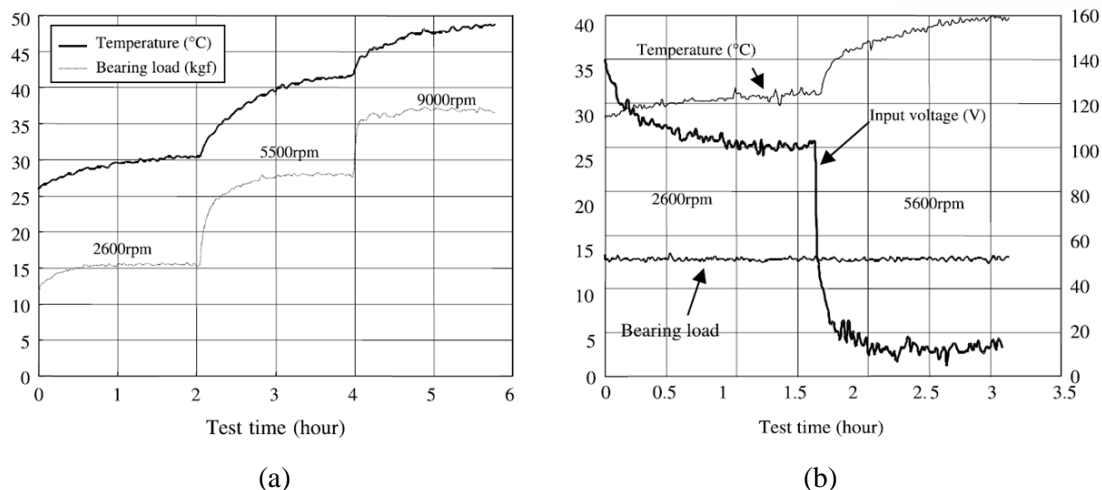 50
45
40
35
30
25
20
15
10
5
0
Temperature (°C)
Bearing load (kgf)
2600rpm
5500rpm
9000rpm
0 1 2 3 4 5 6
Test time (hour)
(a)
40
35
30
25
20
15
10
5
0
Temperature (°C)
Input voltage (V)
2600rpm
5600rpm
Bearing load
160
140
120
100
80
60
40
20
0
0 0.5 1 1.5 2 2.5 3 3.5
Test time (hour)
(b)